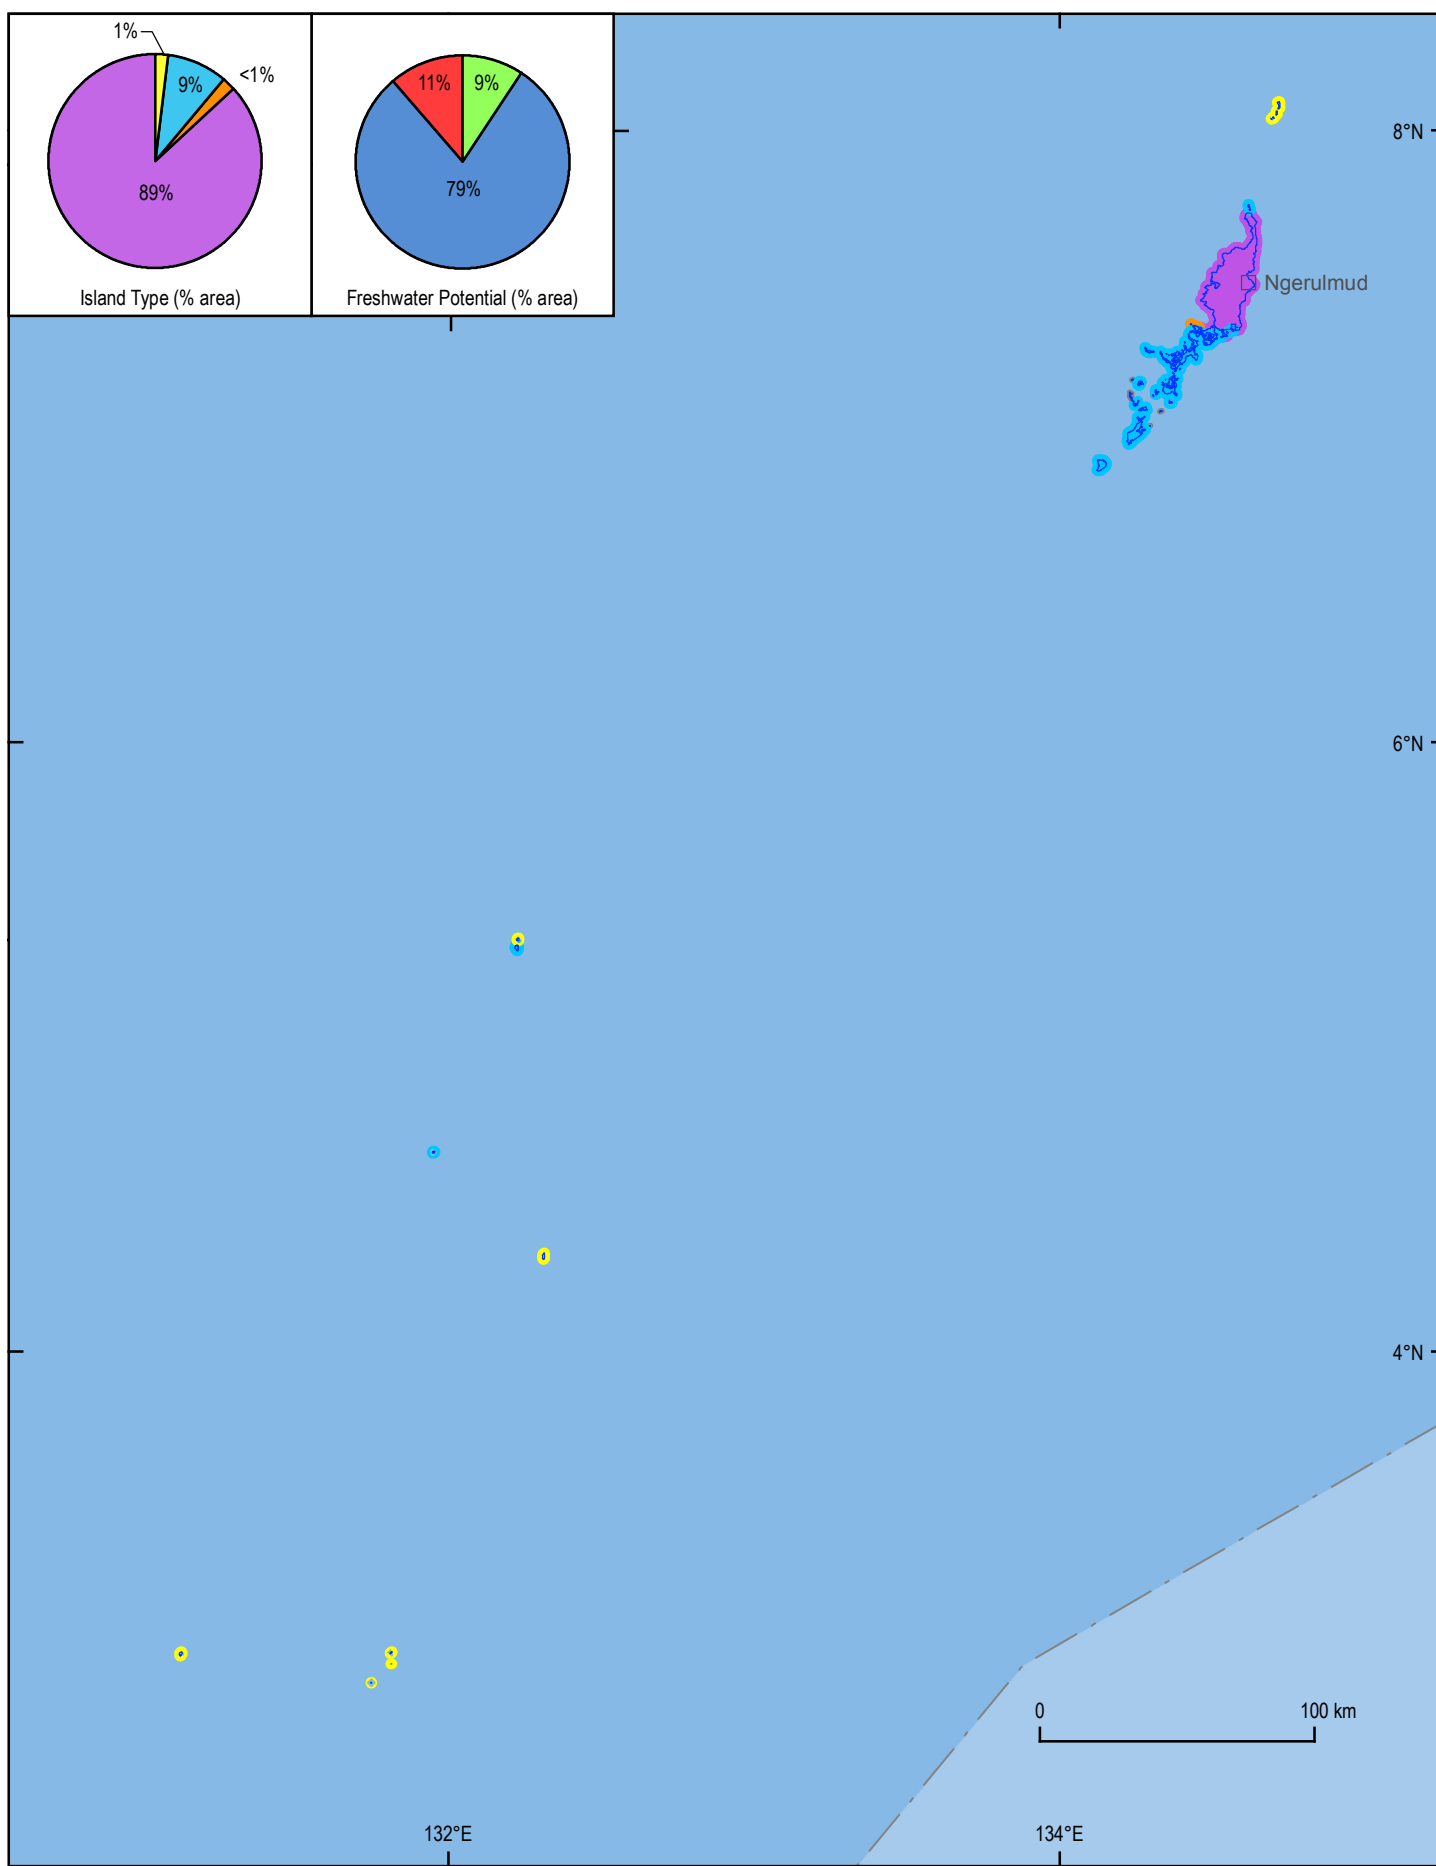 1%
9%
<1%
89%
Island Type (% area)
11%
9%
79%
Freshwater Potential (% area)
8°N
Ngerulmud
6°N
4°N
0
100 km
132°E
134°E